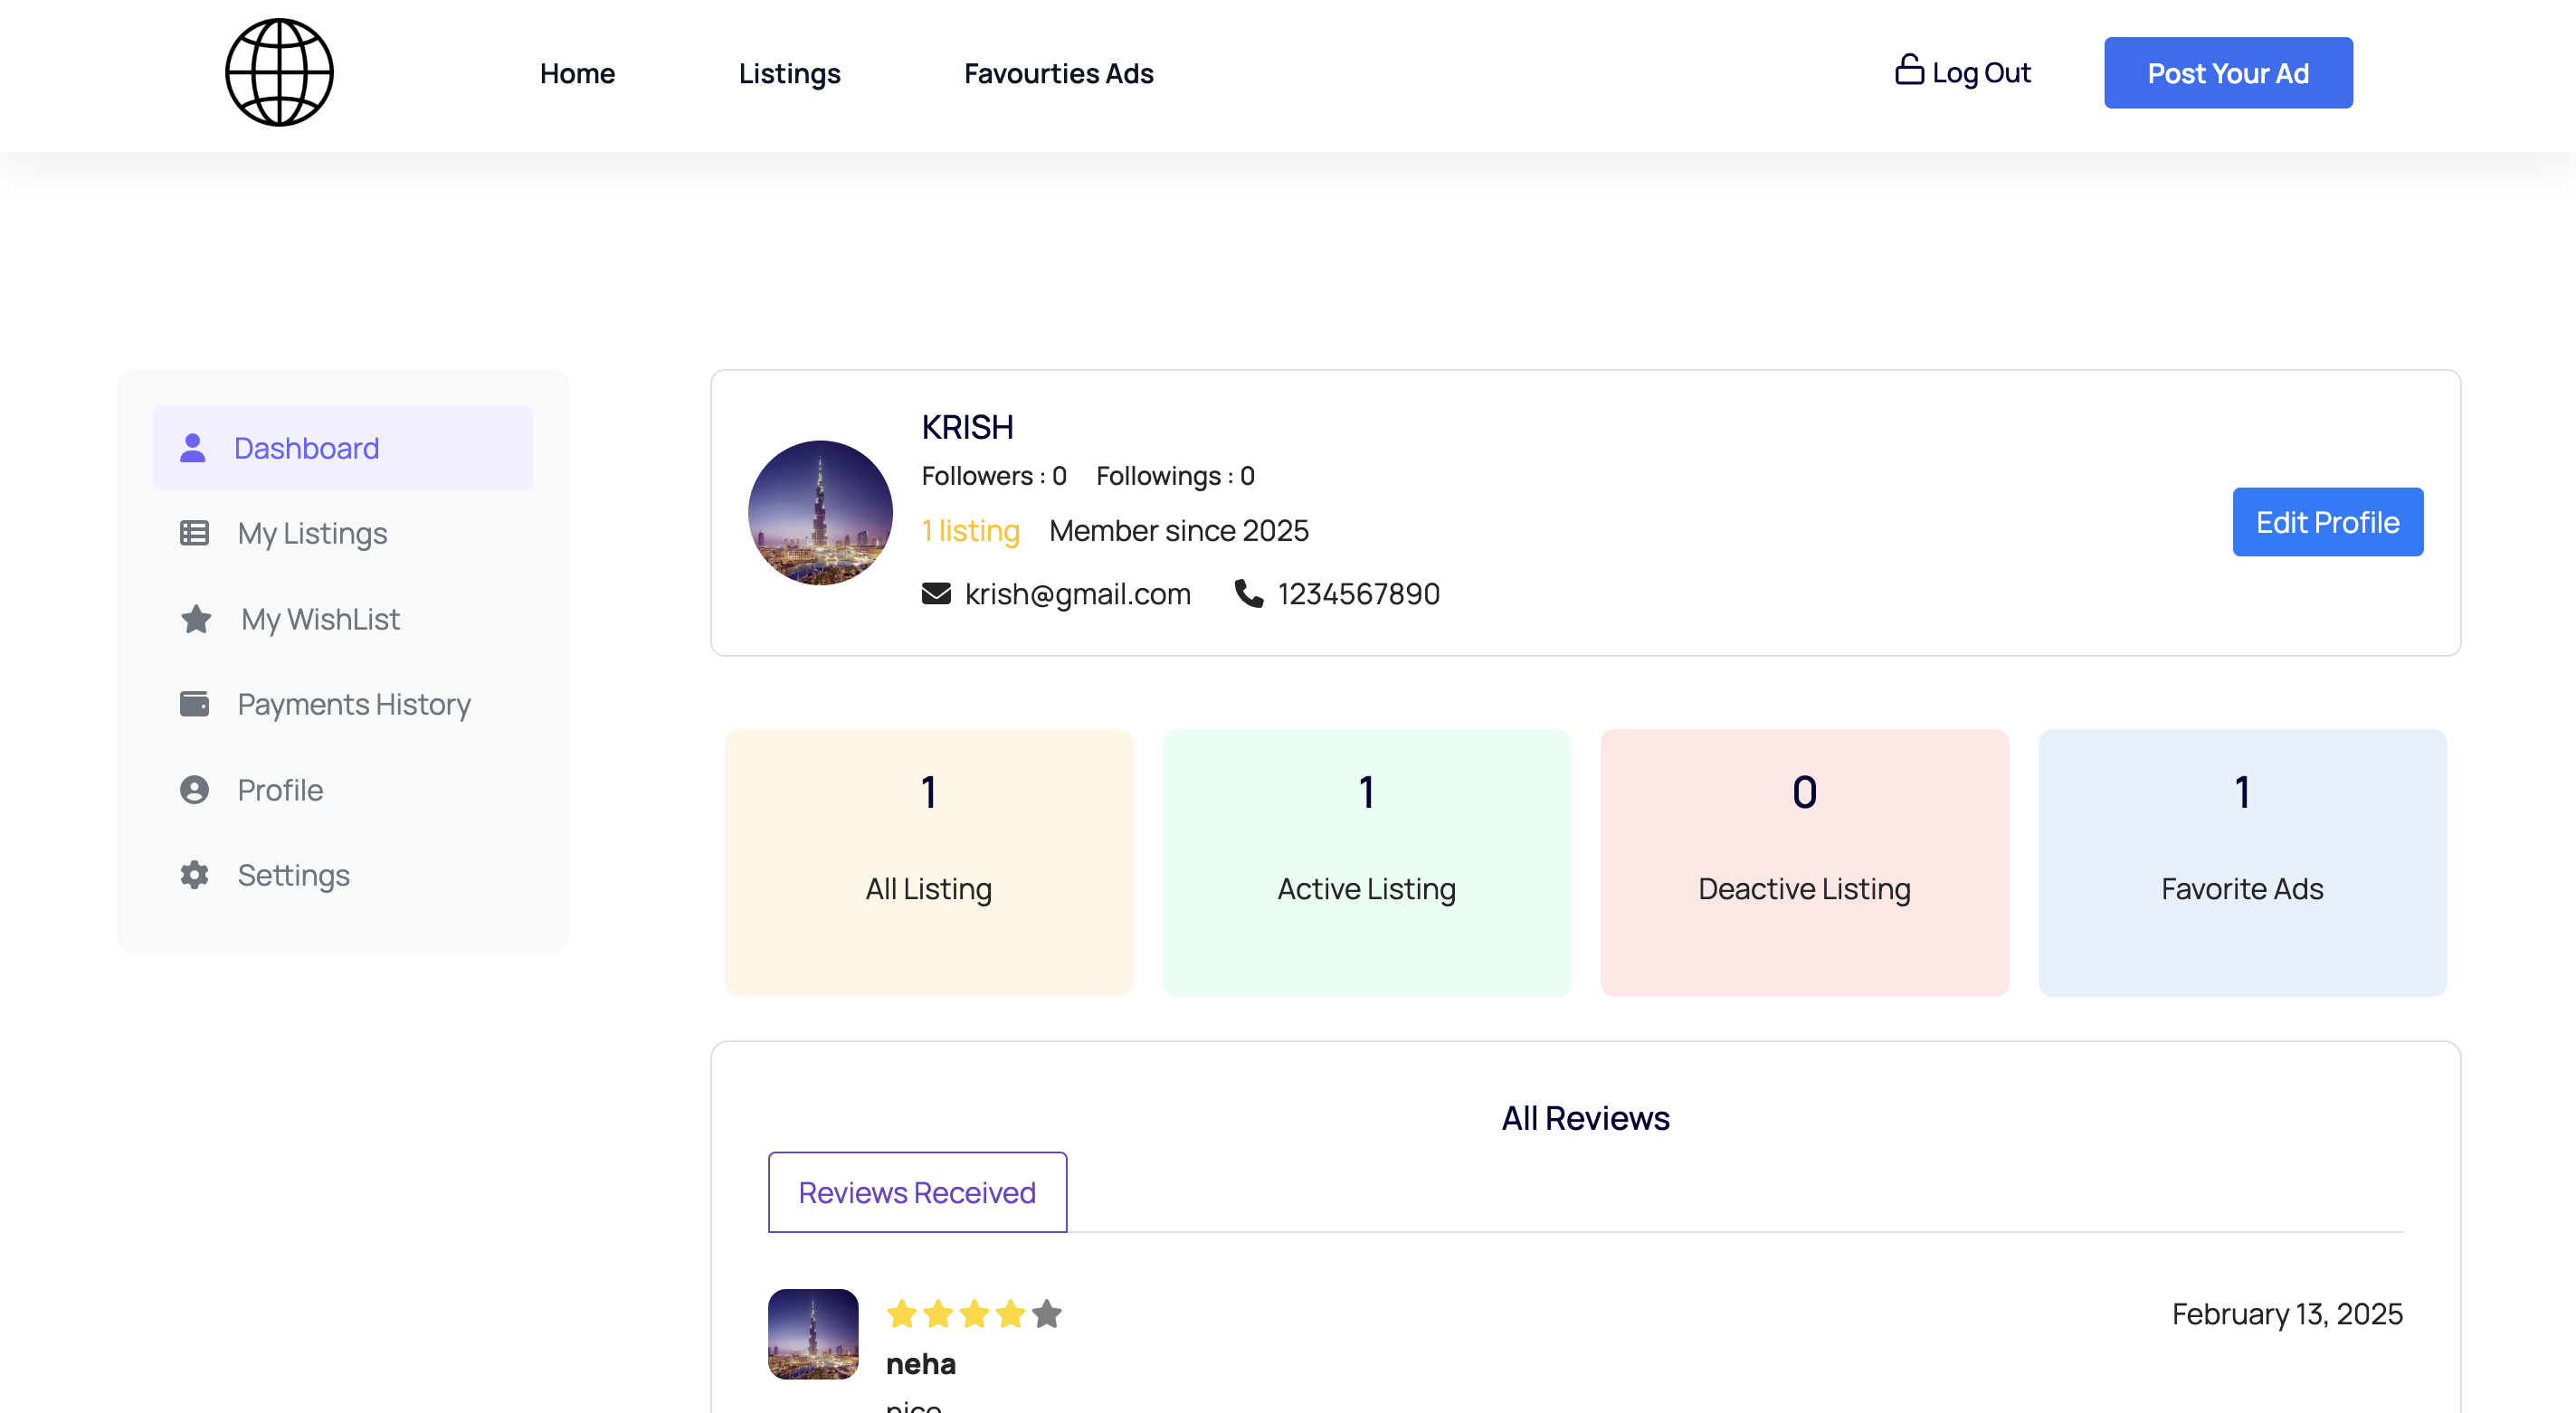 Home Listings Favourties Ads Log Out Post Your Ad
Dashboard
My Listings
My WishList
Payments History
Profile
Settings
KRISH
Followers : 0 Followings : 0
1 listing Member since 2025
krish@gmail.com 1234567890
Edit Profile
1
All Listing
1
Active Listing
0
Deactive Listing
1
Favorite Ads
All Reviews
Reviews Received
February 13, 2025
neha
nice